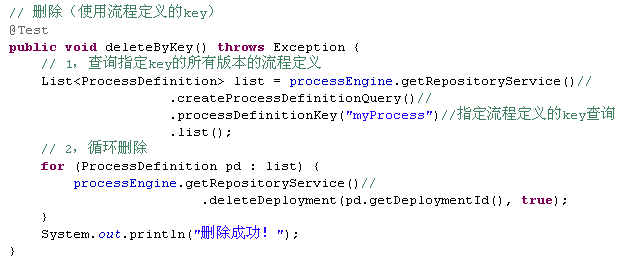 // 删除（使用流程定义的key）
@Test
public void deleteByKey() throws Exception {
// 1，查询指定key的所有版本的流程定义
List<ProcessDefinition> list = processEngine.getRepositoryService()//
.createProcessDefinitionQuery()//
.processDefinitionKey("myProcess")//指定流程定义的key查询
.list();
// 2，循环删除
for (ProcessDefinition pd : list) {
processEngine.getRepositoryService()//
.deleteDeployment(pd.getDeploymentId(), true);
}
System.out.println("删除成功！");
}